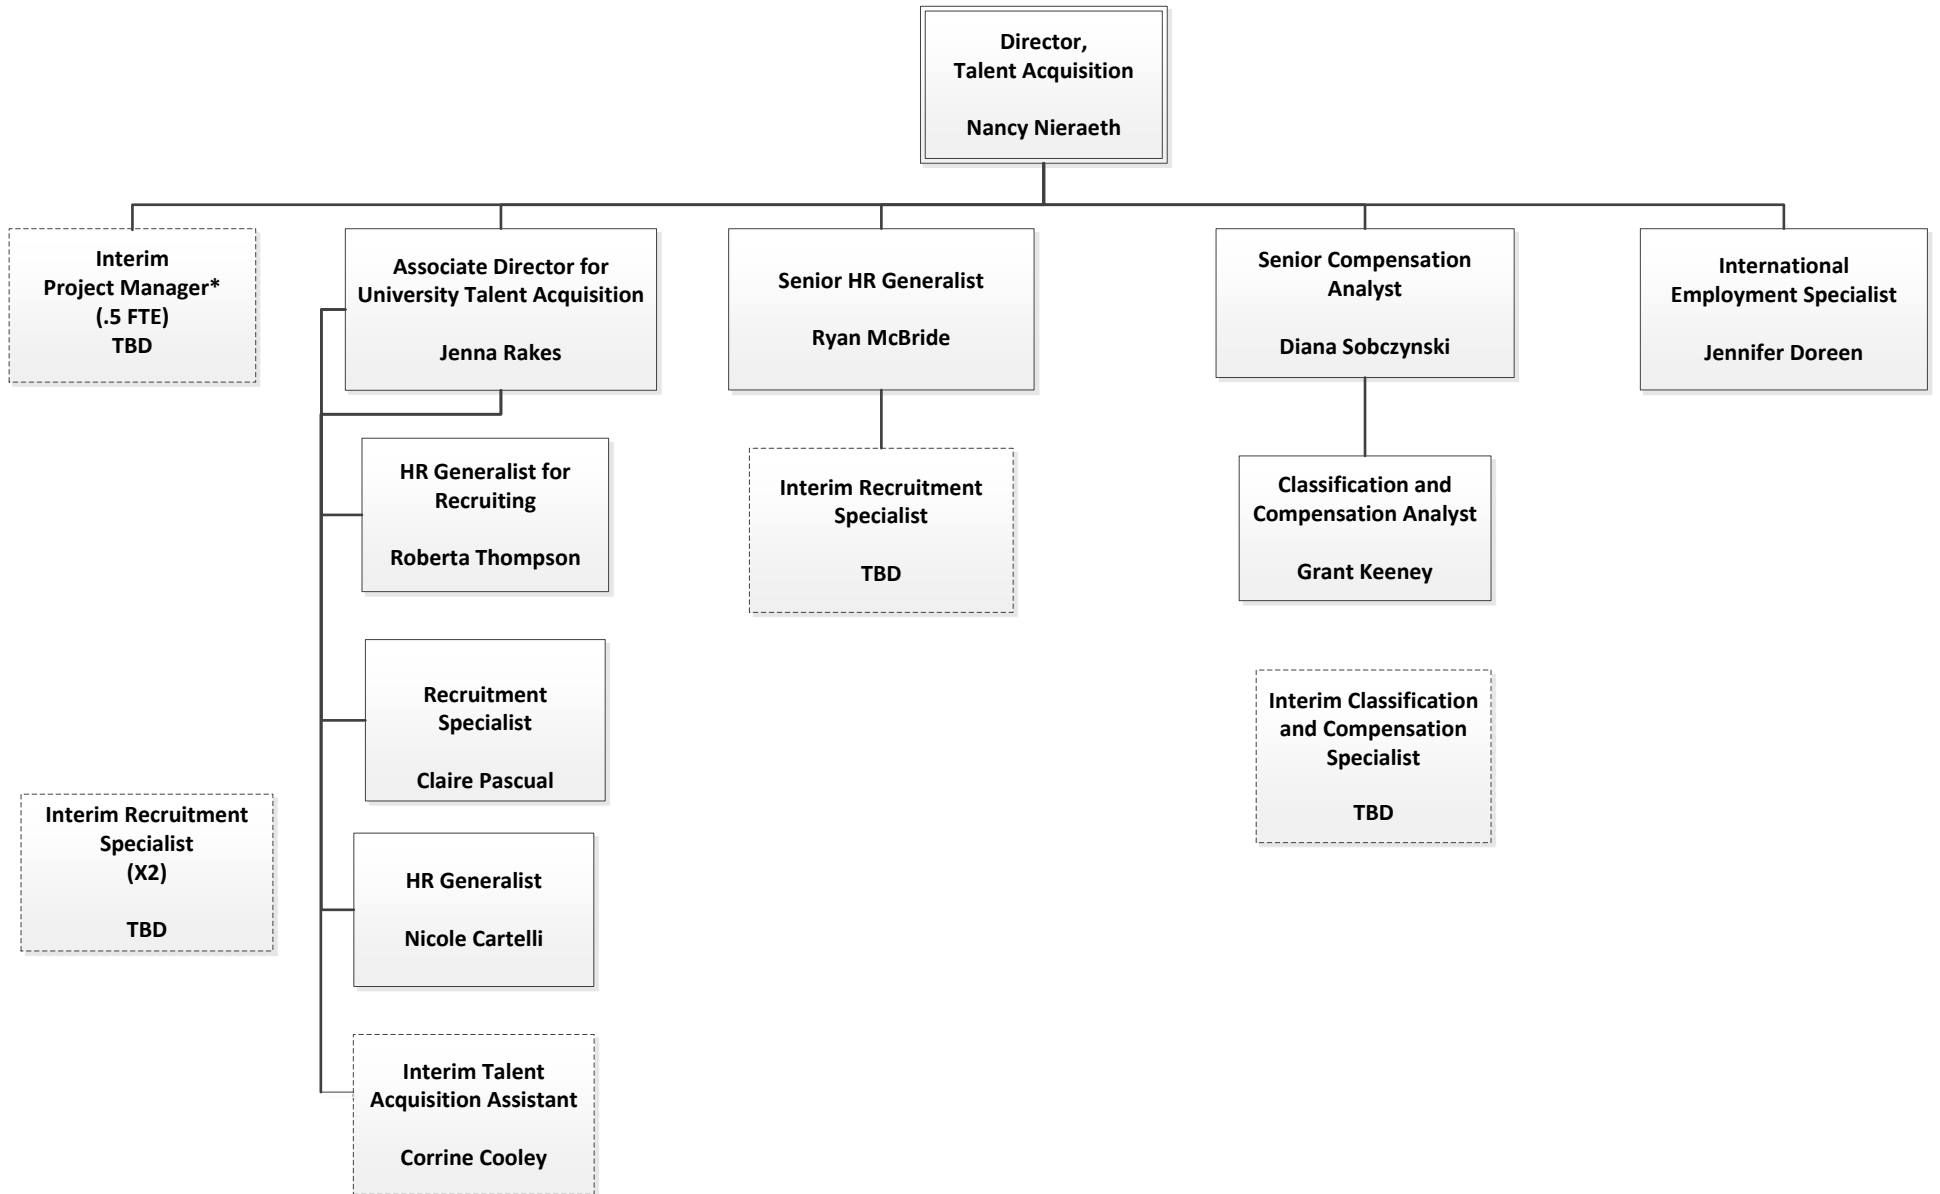 Director,
Talent Acquisition
Nancy Nieraeth
Interim
Project Manager*
(.5 FTE)
TBD
Associate Director for
University Talent Acquisition
Jenna Rakes
Senior HR Generalist
Ryan McBride
Senior Compensation
Analyst
Diana Sobczynski
International
Employment Specialist
Jennifer Doreen
HR Generalist for
Recruiting
Roberta Thompson
Interim Recruitment
Specialist
TBD
Classification and
Compensation Analyst
Grant Keeney
Recruitment
Specialist
Claire Pascual
Interim Classification
and Compensation
Specialist
TBD
Interim Recruitment
Specialist
(X2)
TBD
HR Generalist
Nicole Cartelli
Interim Talent
Acquisition Assistant
Corrine Cooley